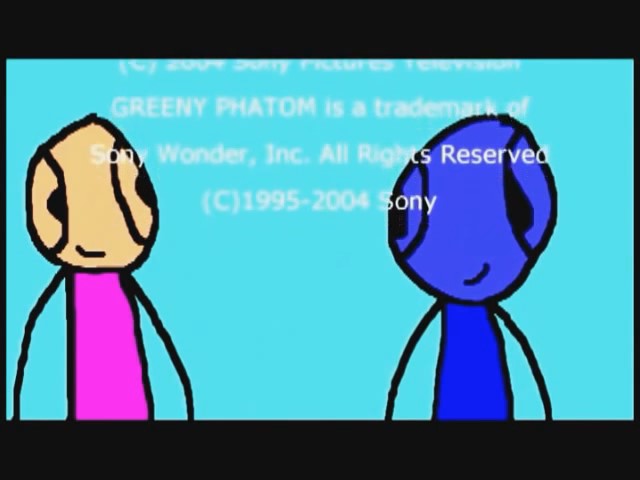 (C) 2004 Sony Pictures Television
GREENY PHATOM is a trademark of
Sony Wonder, Inc. All Rights Reserved
(C)1995-2004 Sony